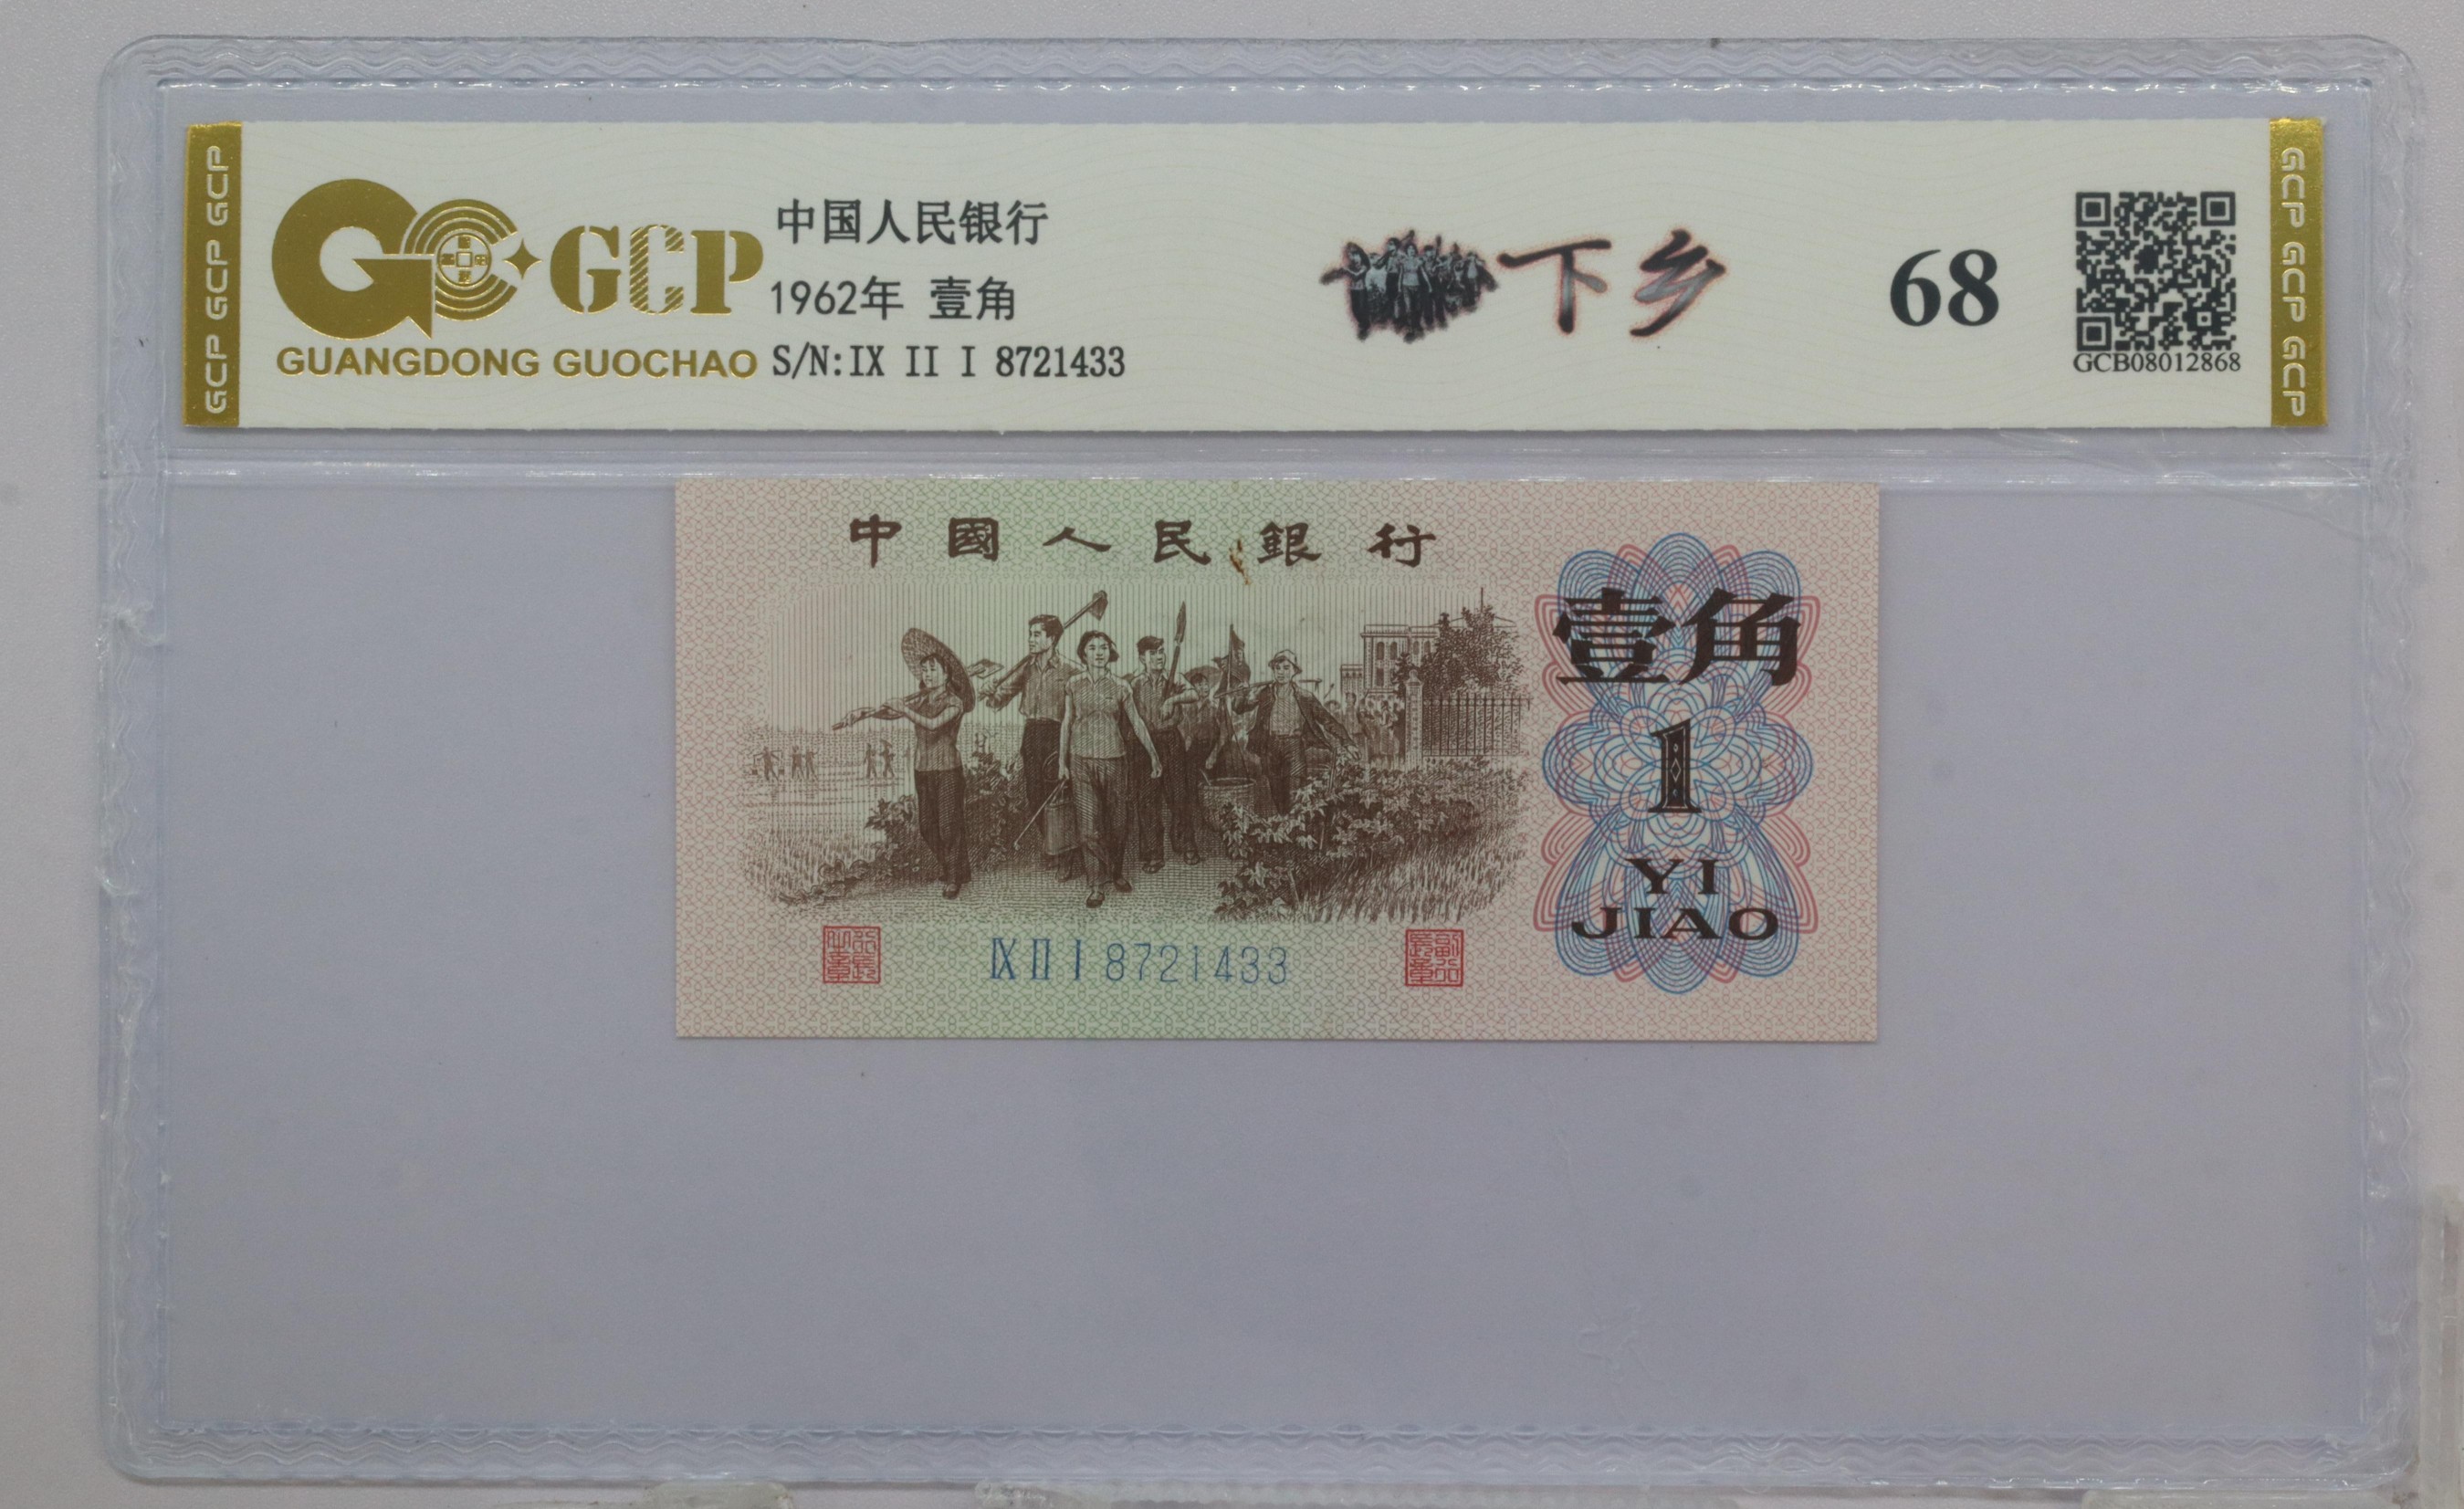 GCP GCP GCP
GCP
GUANGDONG GUOCHAO
中国人民银行
1962年 壹角
S/N:IX II I 8721433
下乡
68
GCB08012868
GCP GCP GCP
中國人民銀行
壹角
1
YI
JIAO
IX II I 8721433